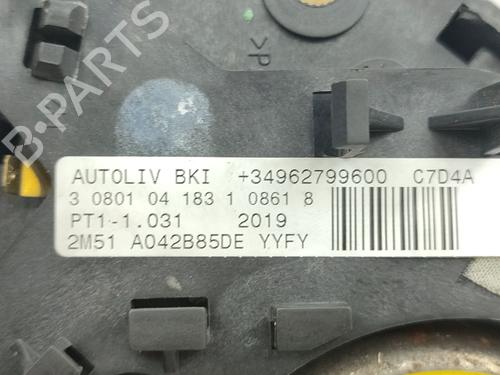 B-PARTS
>P
AUTOLIV BKI +34962799600 C7D4A
3 0801 04 183 1 0861 8
PT1-1.031 2019
2M51 A042B85DE YYFY